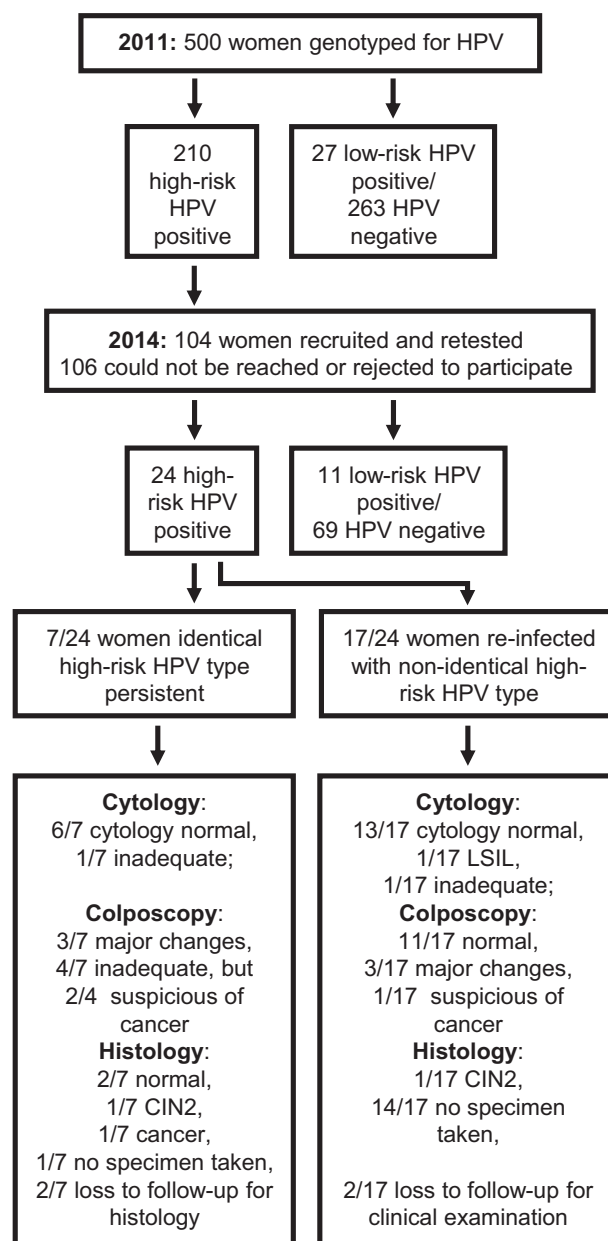 2011: 500 women genotyped for HPV
210
high-risk
HPV
positive
27 low-risk HPV
positive/
263 HPV
negative
2014: 104 women recruited and retested
106 could not be reached or rejected to participate
24 high-
risk HPV
positive
11 low-risk HPV
positive/
69 HPV negative
7/24 women identical
high-risk HPV type
persistent
17/24 women re-infected
with non-identical high-
risk HPV type
Cytology:
6/7 cytology normal,
1/7 inadequate;
Colposcopy:
3/7 major changes,
4/7 inadequate, but
2/4 suspicious of
cancer
Histology:
2/7 normal,
1/7 CIN2,
1/7 cancer,
1/7 no specimen taken,
2/7 loss to follow-up for
histology
Cytology:
13/17 cytology normal,
1/17 LSIL,
1/17 inadequate;
Colposcopy:
11/17 normal,
3/17 major changes,
1/17 suspicious of
cancer
Histology:
1/17 CIN2,
14/17 no specimen
taken,
2/17 loss to follow-up for
clinical examination